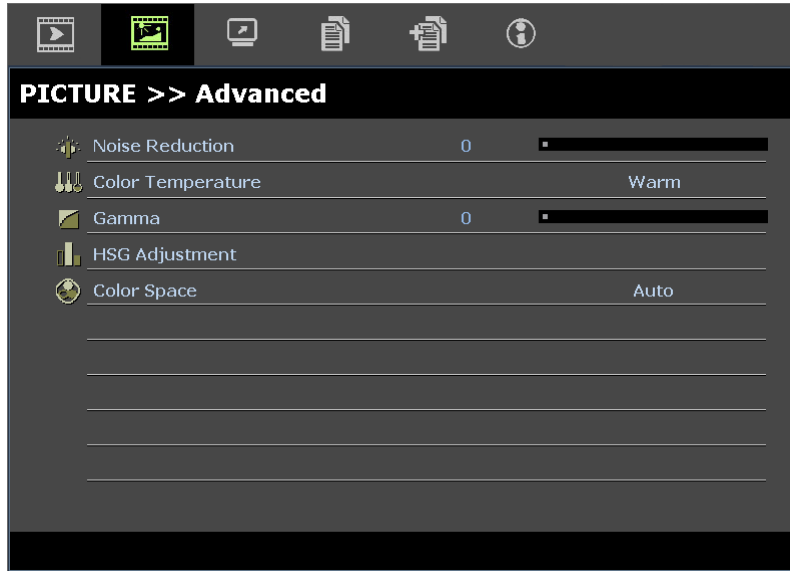 PICTURE >> Advanced
Noise Reduction 0
Color Temperature Warm
Gamma 0
HSG Adjustment
Color Space Auto